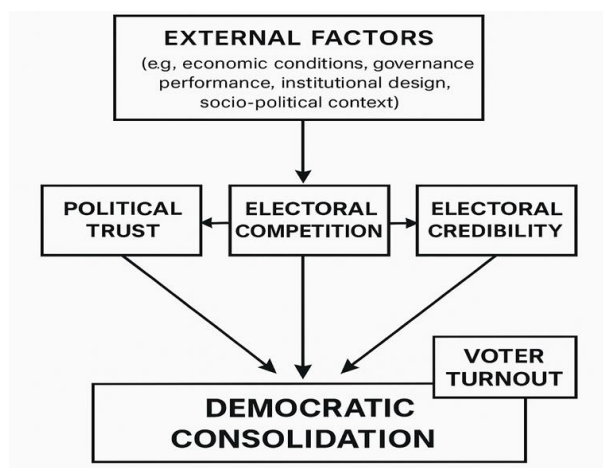 EXTERNAL FACTORS
(e.g, economic conditions, governance
performance, institutional design,
socio-political context)
POLITICAL
TRUST
ELECTORAL
COMPETITION
ELECTORAL
CREDIBILITY
VOTER
TURNOUT
DEMOCRATIC
CONSOLIDATION